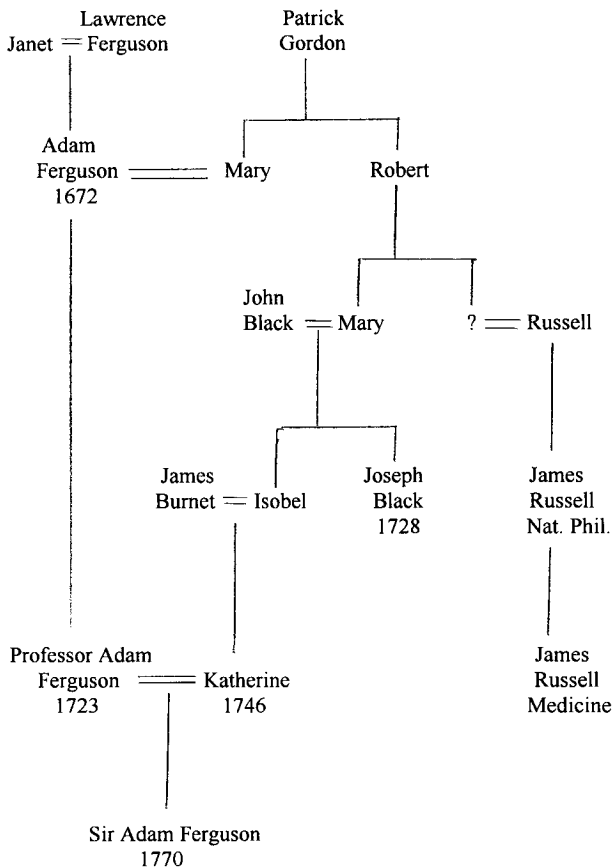 Lawrence
Janet = Ferguson
Patrick
Gordon
Adam
Ferguson
1672
Mary
Robert
John
Black = Mary
? = Russell
James
Burnet = Isobel
Joseph
Black
1728
James
Russell
Nat. Phil.
Professor Adam
Ferguson
1723
Katherine
1746
James
Russell
Medicine
Sir Adam Ferguson
1770